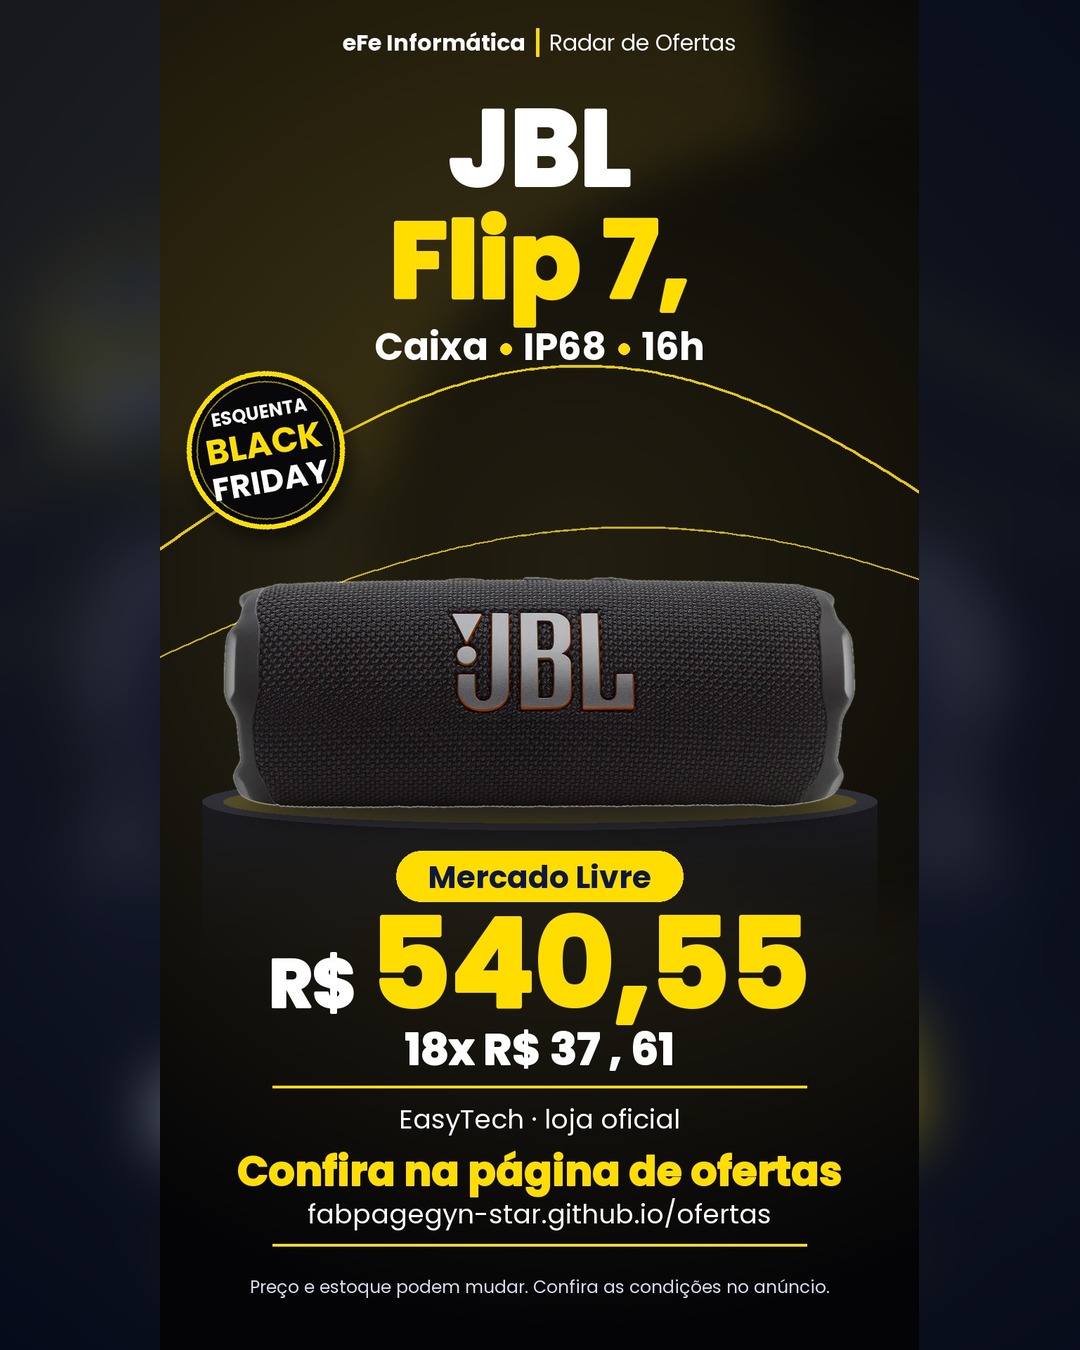 eFe Informática | Radar de Ofertas
JBL
Flip 7,
Caixa • IP68 • 16h
ESQUENTA
BLACK
FRIDAY
JBL
Mercado Livre
R$ 540,55
18x R$ 37 , 61
EasyTech · loja oficial
Confira na página de ofertas
fabpagegyn-star.github.io/ofertas
Preço e estoque podem mudar. Confira as condições no anúncio.